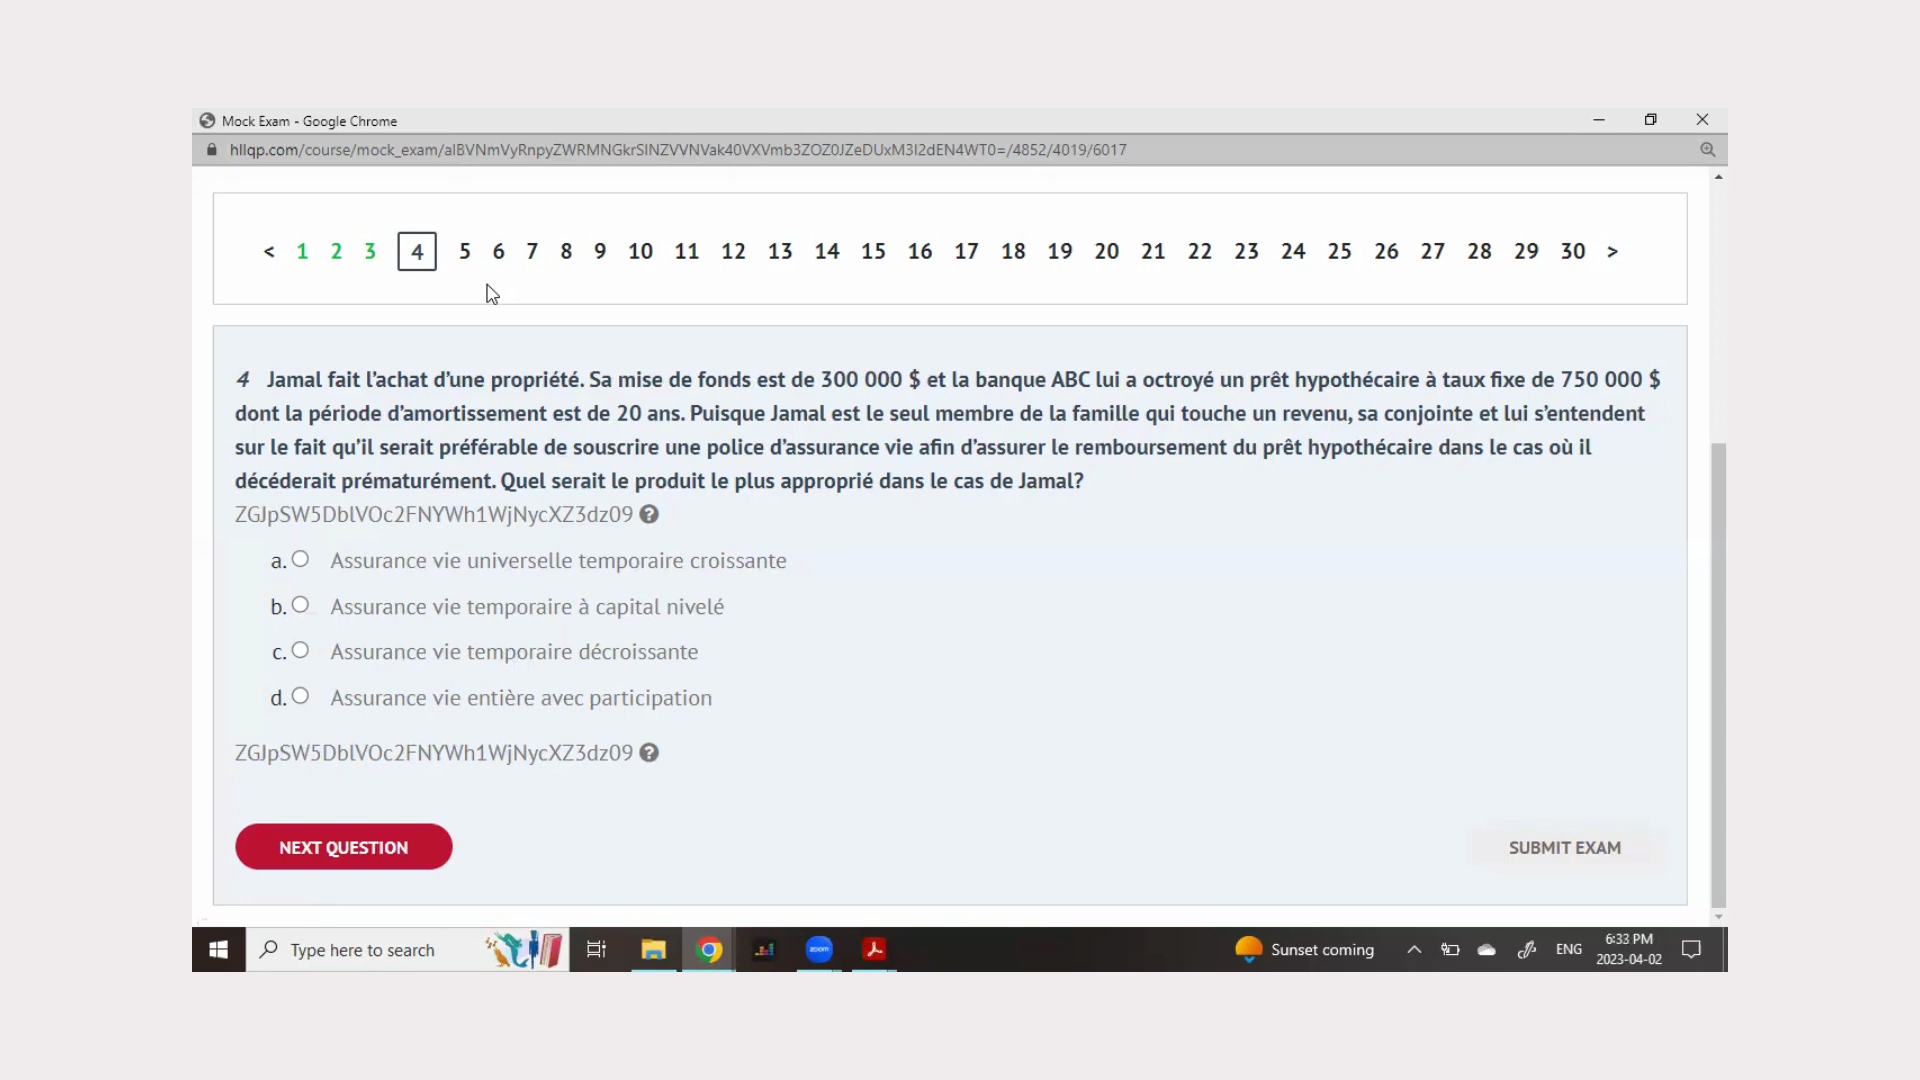 Mock Exam - Google Chrome
hllqp.com/course/mock_exam/alBVNmVyRnpyZWRMNGkrSlNZVVNVak40VXVmb3ZOZ0JZeDUxM3I2dEN4WT0=/4852/4019/6017
< 1 2 3 4 5 6 7 8 9 10 11 12 13 14 15 16 17 18 19 20 21 22 23 24 25 26 27 28 29 30 >
4 Jamal fait l’achat d’une propriété. Sa mise de fonds est de 300 000 $ et la banque ABC lui a octroyé un prêt hypothécaire à taux fixe de 750 000 $
dont la période d’amortissement est de 20 ans. Puisque Jamal est le seul membre de la famille qui touche un revenu, sa conjointe et lui s’entendent
sur le fait qu’il serait préférable de souscrire une police d’assurance vie afin d’assurer le remboursement du prêt hypothécaire dans le cas où il
décéderait prématurément. Quel serait le produit le plus approprié dans le cas de Jamal?
ZGJpSW5DblVOc2FNYWh1WjNycXZ3dz09 ?
a. Assurance vie universelle temporaire croissante
b. Assurance vie temporaire à capital nivelé
c. Assurance vie temporaire décroissante
d. Assurance vie entière avec participation
ZGJpSW5DblVOc2FNYWh1WjNycXZ3dz09 ?
NEXT QUESTION
SUBMIT EXAM
Type here to search
zoom
Sunset coming
ENG
6:33 PM
2023-04-02